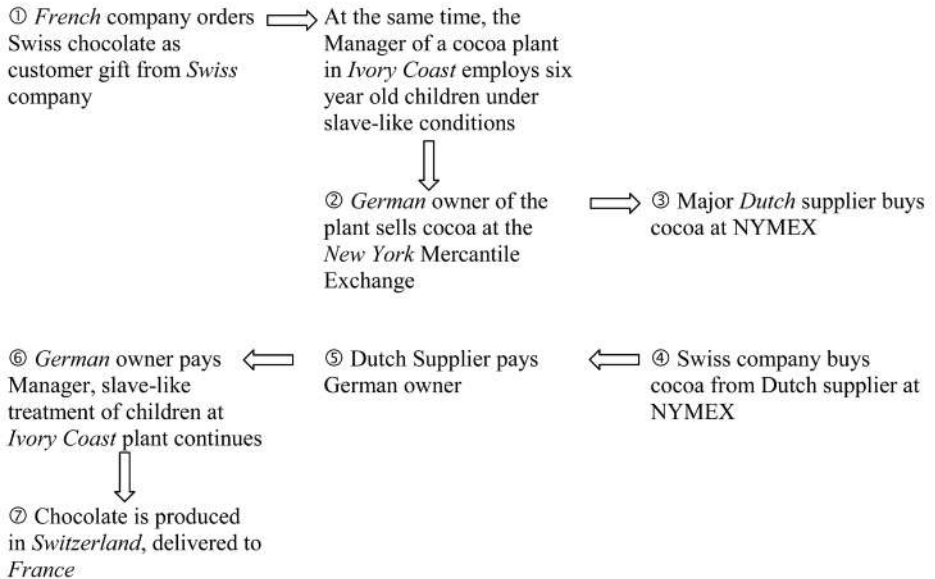 ① French company orders
Swiss chocolate as
customer gift from Swiss
company
At the same time, the
Manager of a cocoa plant
in Ivory Coast employs six
year old children under
slave-like conditions
② German owner of the
plant sells cocoa at the
New York Mercantile
Exchange
③ Major Dutch supplier buys
cocoa at NYMEX
④ Swiss company buys
cocoa from Dutch supplier at
NYMEX
⑤ Dutch Supplier pays
German owner
⑥ German owner pays
Manager, slave-like
treatment of children at
Ivory Coast plant continues
⑦ Chocolate is produced
in Switzerland, delivered to
France